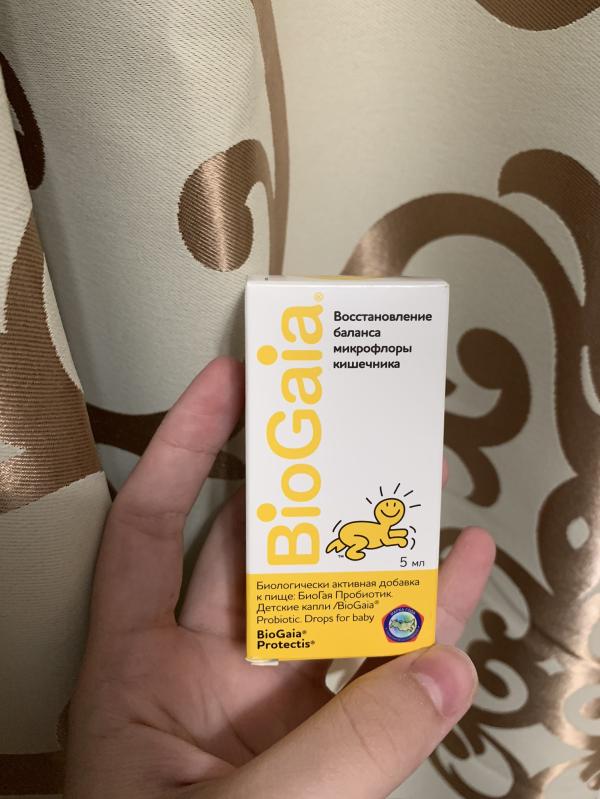 BioGaia®
Восстановление
баланса
микрофлоры
кишечника
™
5 мл
Биологически активная добавка
к пище: БиоГая Пробиотик.
Детские капли /BioGaia®
Probiotic. Drops for baby
BioGaia®
Protectis®